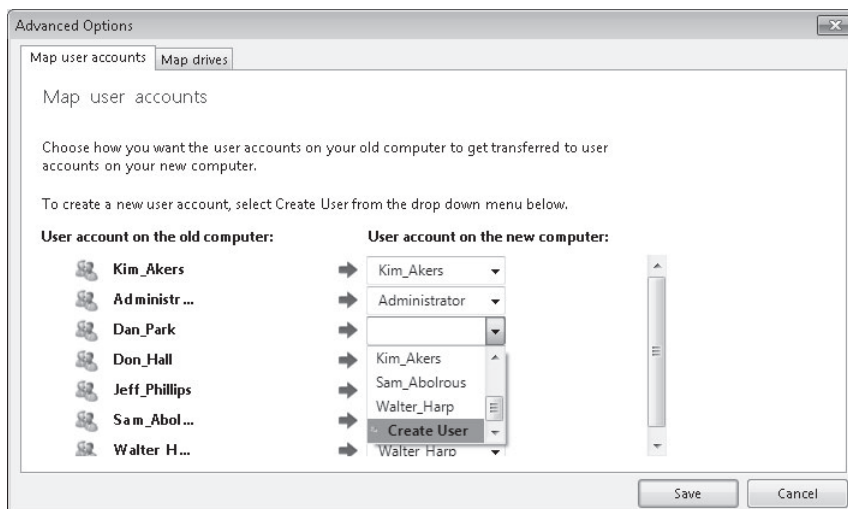 Advanced Options
Map user accounts Map drives
Map user accounts
Choose how you want the user accounts on your old computer to get transferred to user
accounts on your new computer.
To create a new user account, select Create User from the drop down menu below.
User account on the old computer: User account on the new computer:
Kim_Akers Kim_Akers
Administr... Administrator
Dan_Park
Don_Hall Kim_Akers
Jeff_Phillips Sam_Abolrous
Walter_Harp
Sam_Abol... Create User
Walter H... Walter Harp
Save Cancel